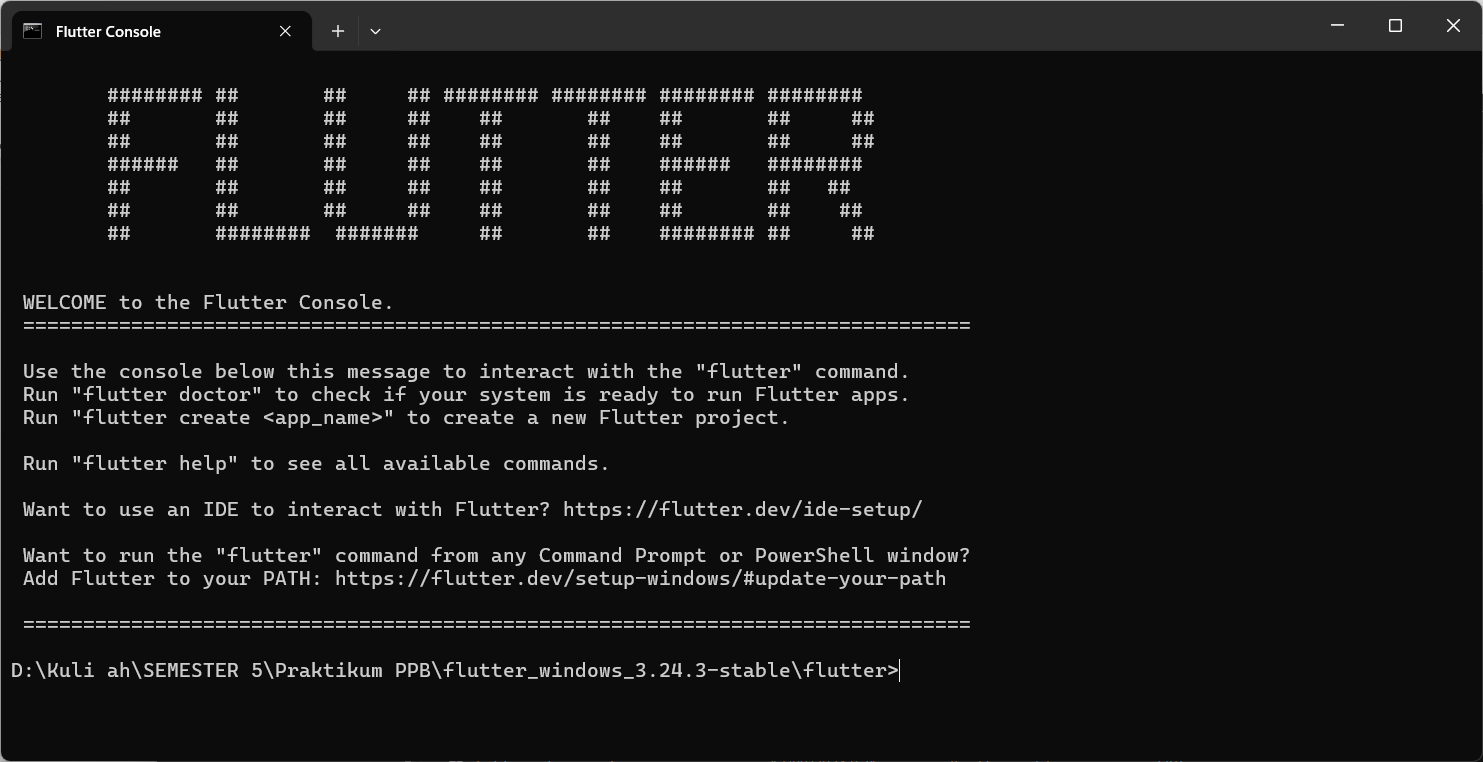 Flutter Console
######## ##       ##     ## ######## ######## ######## ########
##       ##       ##     ##    ##       ##    ##       ##     ##
##       ##       ##     ##    ##       ##    ##       ##     ##
######   ##       ##     ##    ##       ##    ######   ########
##       ##       ##     ##    ##       ##    ##       ##   ##
##       ##       ##     ##    ##       ##    ##       ##    ##
##       ########  #######     ##       ##    ######## ##     ##
WELCOME to the Flutter Console.
===============================================================================
Use the console below this message to interact with the "flutter" command.
Run "flutter doctor" to check if your system is ready to run Flutter apps.
Run "flutter create <app_name>" to create a new Flutter project.
Run "flutter help" to see all available commands.
Want to use an IDE to interact with Flutter? https://flutter.dev/ide-setup/
Want to run the "flutter" command from any Command Prompt or PowerShell window?
Add Flutter to your PATH: https://flutter.dev/setup-windows/#update-your-path
===============================================================================
D:\Kuli ah\SEMESTER 5\Praktikum PPB\flutter_windows_3.24.3-stable\flutter>